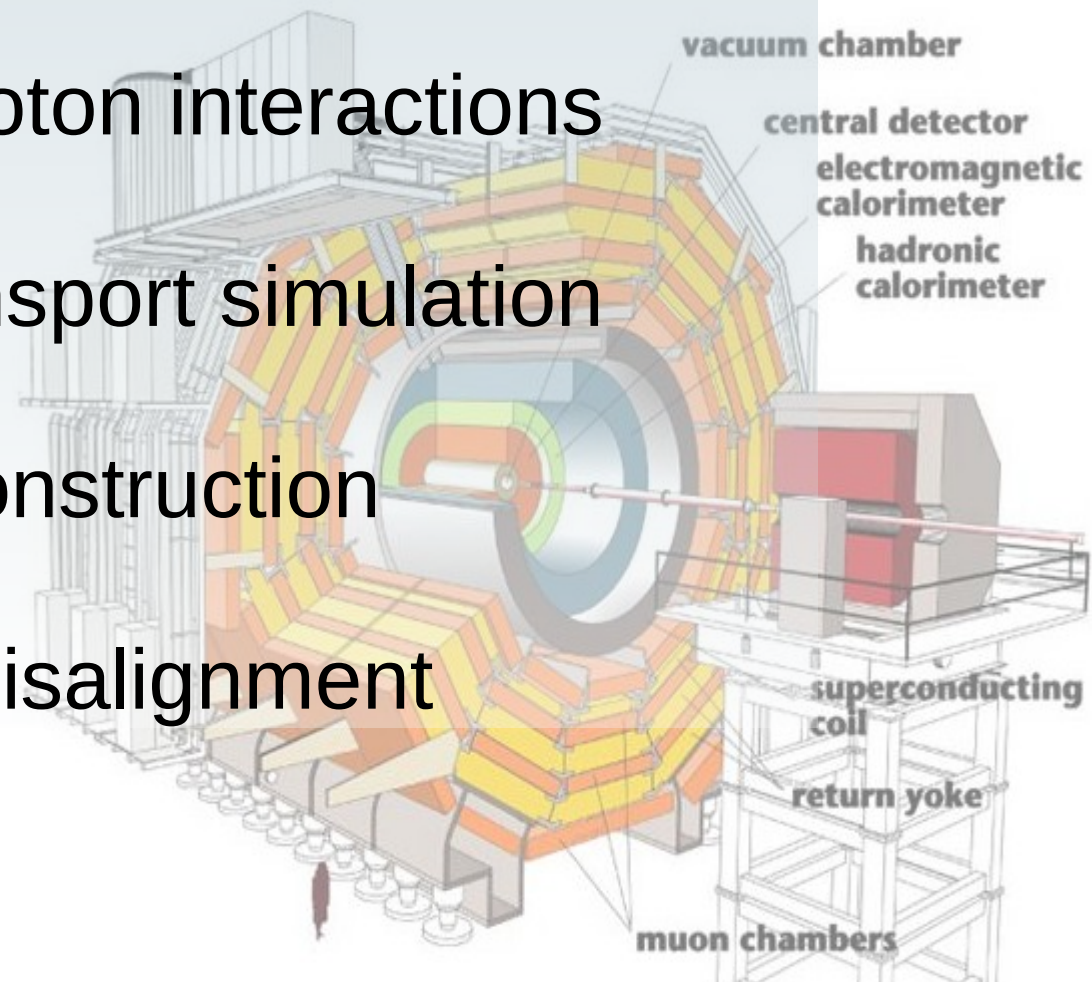 oton interactions
nsport simulation
onstruction
isalignment
vacuum chamber
central detector
electromagnetic
calorimeter
hadronic
calorimeter
superconducting
coil
return yoke
muon chambers